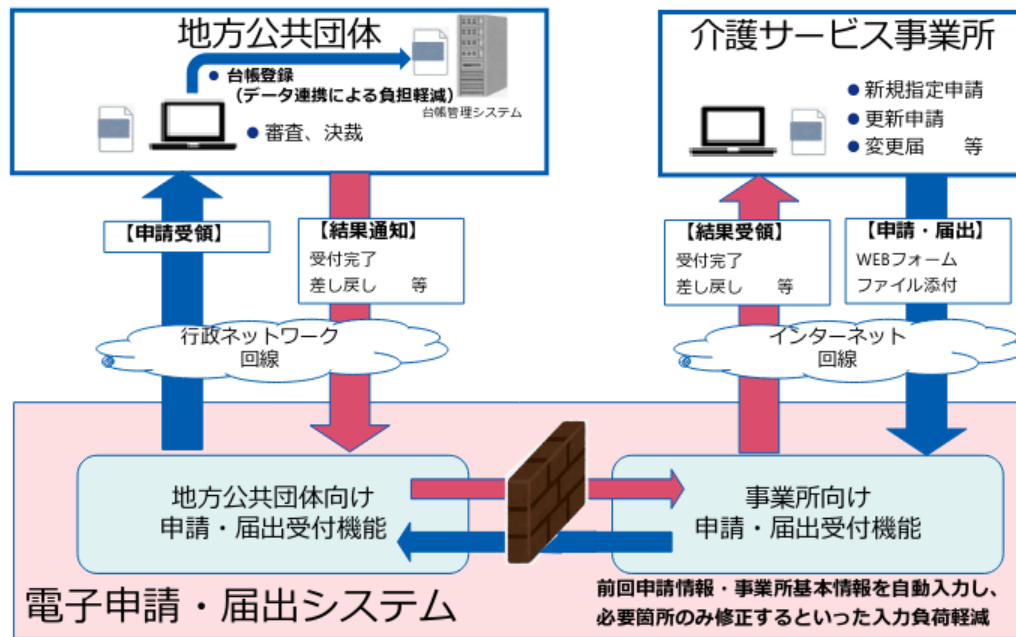 地方公共団体
● 台帳登録
（データ連携による負担軽減）
台帳管理システム
● 審査、決裁
介護サービス事業所
● 新規指定申請
● 更新申請
● 変更届　等
【申請受領】
【結果通知】
受付完了
差し戻し　等
【結果受領】
受付完了
差し戻し　等
【申請・届出】
WEBフォーム
ファイル添付
行政ネットワーク
回線
インターネット
回線
地方公共団体向け
申請・届出受付機能
事業所向け
申請・届出受付機能
電子申請・届出システム
前回申請情報・事業所基本情報を自動入力し、
必要箇所のみ修正するといった入力負荷軽減